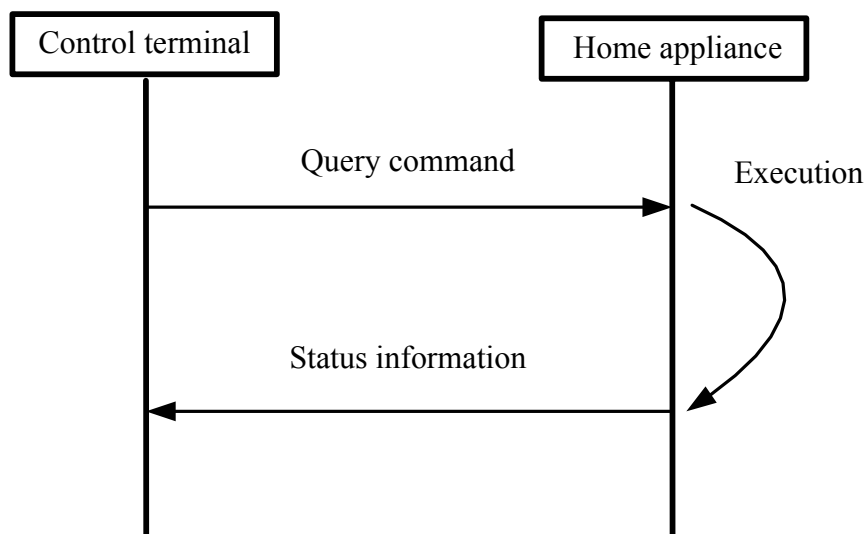 Control terminal
Home appliance
Query command
Execution
Status information